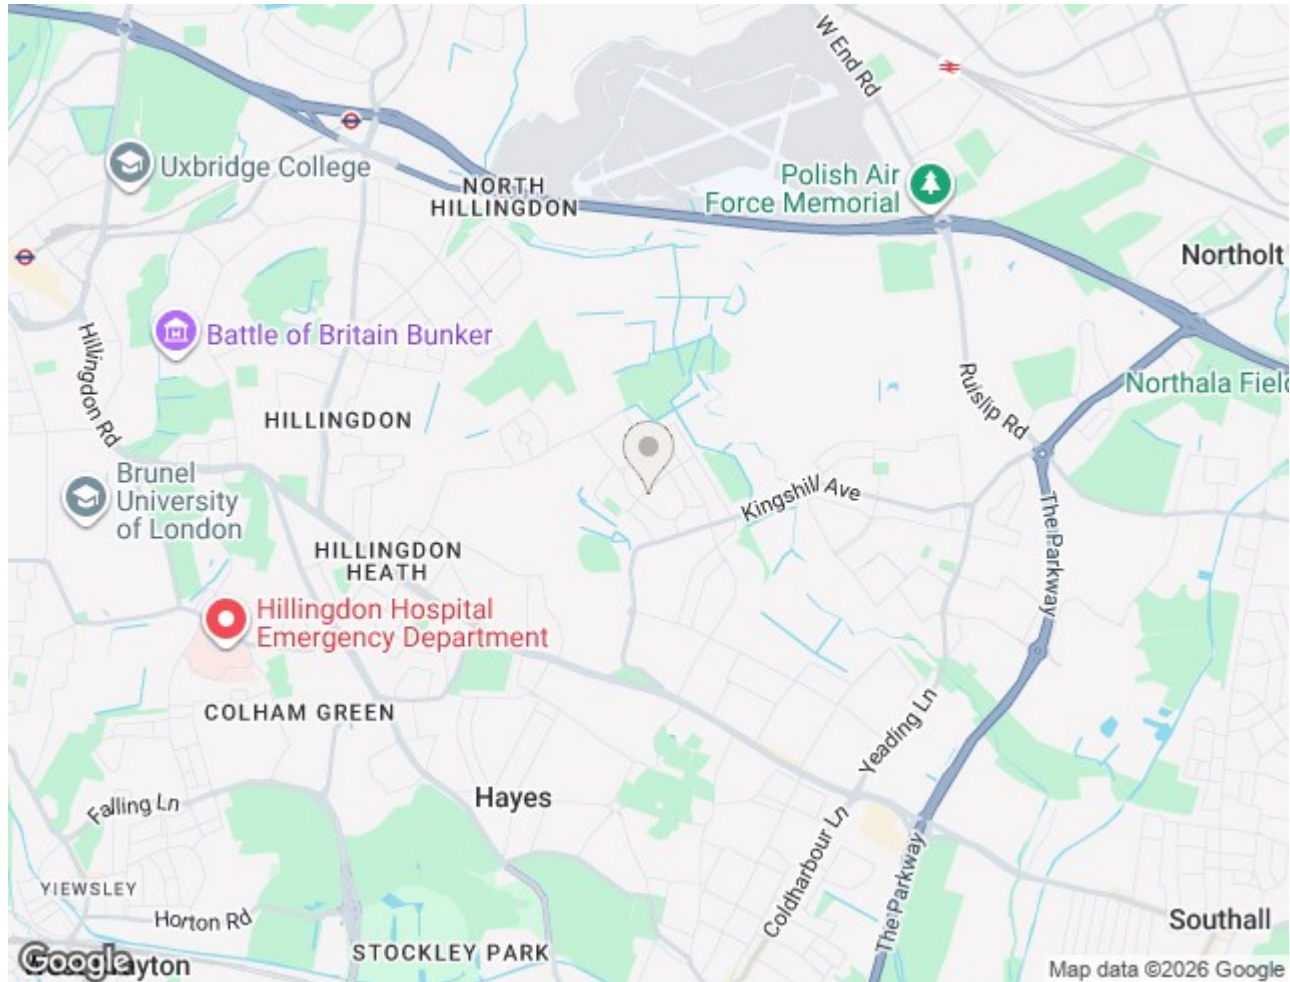 W End Rd
Uxbridge College
NORTH
HILLINGDON
Polish Air
Force Memorial
Northolt
Hillingdon Rd
Battle of Britain Bunker
Ruislip Rd
Northala Field
HILLINGDON
Brunel
University
of London
Kingshill Ave
The Parkway
HILLINGDON
HEATH
Hillingdon Hospital
Emergency Department
COLHAM GREEN
Yeading Ln
Hayes
Falling Ln
Coldharbour Ln
The Parkway
YIEWSLEY
Horton Rd
Southall
STOCKLEY PARK
Google
Map data ©2026 Google